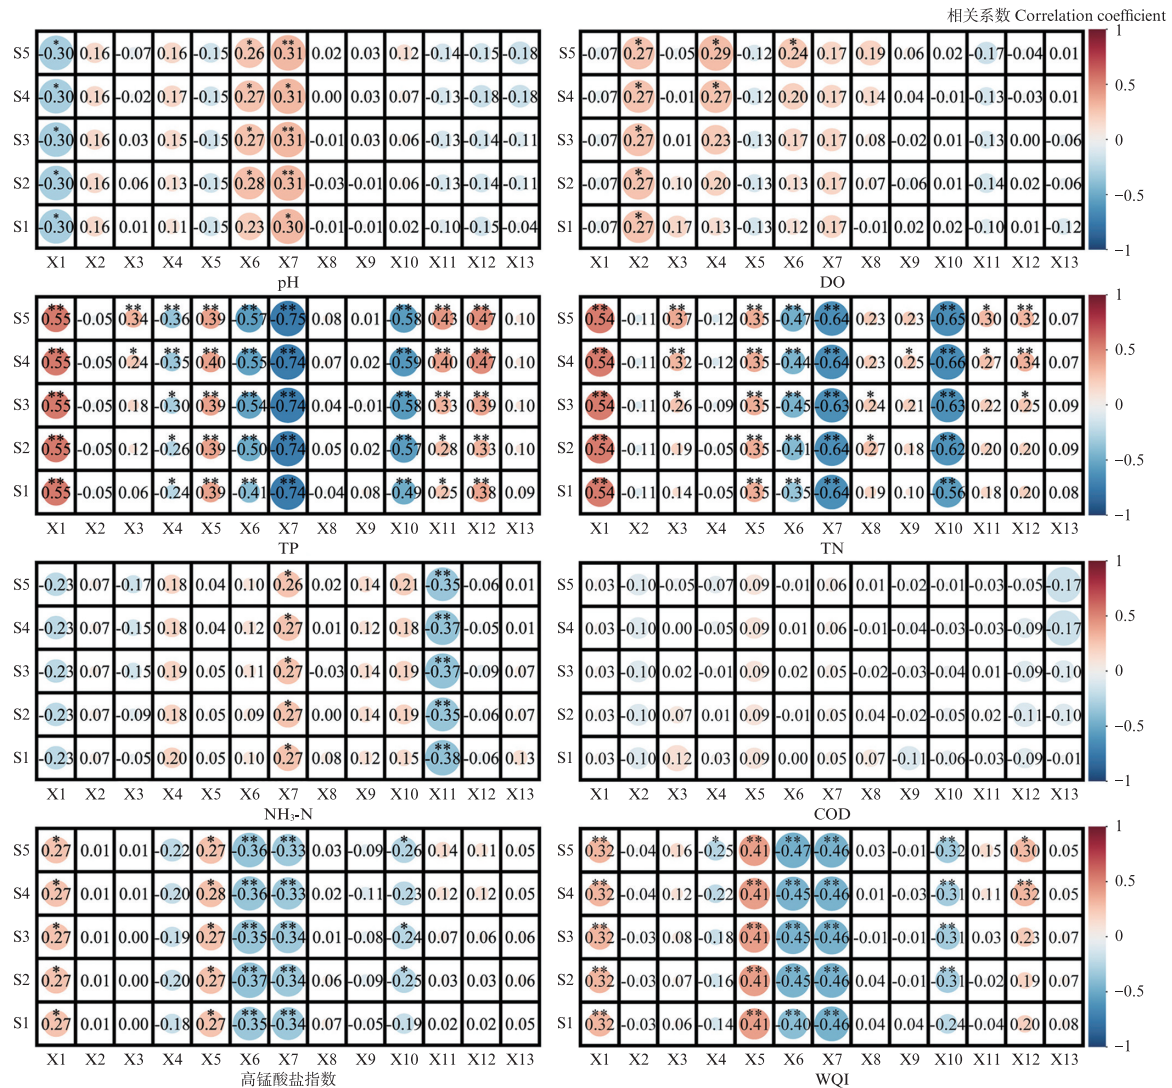 相关系数 Correlation coefficient
S5 *-0.30 0.16 -0.07 0.16 -0.15 *0.26 **0.31 0.02 0.03 0.12 -0.14 -0.15 -0.18
S4 *-0.30 0.16 -0.02 0.17 -0.15 *0.27 *0.31 0.00 0.03 0.07 -0.13 -0.18 -0.18
S3 *-0.30 0.16 0.03 0.15 -0.15 *0.27 **0.31 -0.01 0.03 0.06 -0.13 -0.14 -0.11
S2 *-0.30 0.16 0.06 0.13 -0.15 *0.28 **0.31 -0.03 -0.01 0.06 -0.13 -0.14 -0.11
S1 *-0.30 0.16 0.01 0.11 -0.15 0.23 *0.30 -0.01 -0.01 0.02 -0.10 -0.15 -0.04
X1 X2 X3 X4 X5 X6 X7 X8 X9 X10 X11 X12 X13
pH
S5 -0.07 *0.27 -0.05 *0.29 -0.12 *0.24 0.17 0.19 0.06 0.02 -0.17 -0.04 0.01
S4 -0.07 *0.27 -0.01 *0.27 -0.12 0.20 0.17 0.14 0.04 -0.01 -0.12 -0.03 0.01
S3 -0.07 *0.27 0.01 0.23 -0.13 0.17 0.17 0.08 -0.02 0.01 -0.13 0.00 -0.06
S2 -0.07 *0.27 0.10 0.20 -0.13 0.13 0.17 0.07 -0.06 0.01 -0.14 0.02 -0.06
S1 -0.07 *0.27 0.17 0.13 -0.13 0.12 0.17 -0.01 0.02 0.02 -0.10 0.01 -0.12
X1 X2 X3 X4 X5 X6 X7 X8 X9 X10 X11 X12 X13
DO
1
0.5
0
−0.5
−1
S5 **0.55 -0.05 **0.34 **-0.36 **0.39 **-0.57 **-0.75 0.08 0.01 **-0.58 **0.43 **0.47 0.10
S4 **0.55 -0.05 *0.24 **-0.35 **0.40 **-0.55 **-0.74 0.07 0.02 **-0.59 **0.40 **0.47 0.10
S3 **0.55 -0.05 0.18 *-0.30 **0.39 **-0.54 **-0.74 0.04 -0.01 **-0.58 **0.33 **0.39 0.10
S2 **0.55 -0.05 0.12 *-0.26 **0.39 **-0.50 **-0.74 0.05 0.02 **-0.57 *0.28 **0.33 0.10
S1 **0.55 -0.05 0.06 *-0.24 **0.39 **-0.41 **-0.74 -0.04 0.08 **-0.49 *0.25 **0.38 0.09
X1 X2 X3 X4 X5 X6 X7 X8 X9 X10 X11 X12 X13
TP
S5 **0.54 -0.11 **0.37 -0.12 **0.35 **-0.47 **-0.64 0.23 0.23 **-0.65 *0.30 **0.32 0.07
S4 **0.54 -0.11 **0.32 -0.11 **0.35 **-0.44 **-0.64 0.23 *0.25 **-0.66 *0.27 **0.34 0.07
S3 **0.54 -0.11 *0.26 -0.09 **0.35 **-0.45 **-0.63 *0.24 0.21 **-0.63 0.22 *0.25 0.09
S2 **0.54 -0.11 0.19 -0.05 **0.35 **-0.41 **-0.64 *0.27 0.18 **-0.62 0.20 0.20 0.09
S1 **0.54 -0.11 0.14 -0.05 **0.35 **-0.35 **-0.64 0.19 0.10 **-0.56 0.18 0.20 0.08
X1 X2 X3 X4 X5 X6 X7 X8 X9 X10 X11 X12 X13
TN
1
0.5
0
−0.5
−1
S5 -0.23 0.07 -0.17 0.18 0.04 0.10 *0.26 0.02 0.14 0.21 **-0.35 -0.06 0.01
S4 -0.23 0.07 -0.15 0.18 0.04 0.12 *0.27 0.01 0.12 0.18 **-0.37 -0.05 0.01
S3 -0.23 0.07 -0.15 0.19 0.05 0.11 *0.27 -0.03 0.14 0.19 **-0.37 -0.09 0.07
S2 -0.23 0.07 -0.09 0.18 0.05 0.09 *0.27 0.00 0.14 0.19 **-0.35 -0.06 0.07
S1 -0.23 0.07 -0.05 0.20 0.05 0.10 *0.27 0.08 0.12 0.15 **-0.38 -0.06 0.13
X1 X2 X3 X4 X5 X6 X7 X8 X9 X10 X11 X12 X13
NH₃-N
S5 0.03 -0.10 -0.05 -0.07 0.09 -0.01 0.06 0.01 -0.02 -0.01 -0.03 -0.05 -0.17
S4 0.03 -0.10 0.00 -0.05 0.09 0.01 0.06 -0.01 -0.04 -0.03 -0.03 -0.09 -0.17
S3 0.03 -0.10 0.02 -0.01 0.09 0.02 0.05 -0.02 -0.03 -0.04 0.01 -0.09 -0.10
S2 0.03 -0.10 0.07 0.01 0.09 -0.01 0.05 0.04 -0.02 -0.05 0.02 -0.11 -0.10
S1 0.03 -0.10 0.12 0.03 0.09 0.00 0.05 0.07 -0.11 -0.06 -0.03 -0.09 -0.01
X1 X2 X3 X4 X5 X6 X7 X8 X9 X10 X11 X12 X13
COD
1
0.5
0
−0.5
−1
S5 *0.27 0.01 0.01 -0.22 *0.27 **-0.36 **-0.33 0.03 -0.09 *-0.26 0.14 0.11 0.05
S4 *0.27 0.01 0.01 -0.20 *0.28 **-0.36 **-0.33 0.02 -0.11 -0.23 0.12 0.12 0.05
S3 *0.27 0.01 0.00 -0.19 *0.27 **-0.35 **-0.34 0.01 -0.08 *-0.24 0.07 0.06 0.06
S2 *0.27 0.01 0.00 -0.20 *0.27 **-0.37 **-0.34 0.06 -0.09 *-0.25 0.03 0.03 0.06
S1 *0.27 0.01 0.00 -0.18 *0.27 **-0.35 **-0.34 0.07 -0.05 -0.19 0.02 0.02 0.05
X1 X2 X3 X4 X5 X6 X7 X8 X9 X10 X11 X12 X13
高锰酸盐指数
S5 **0.32 -0.04 0.16 *-0.25 **0.41 **-0.47 **-0.46 0.03 -0.01 **-0.32 0.15 *0.30 0.05
S4 **0.32 -0.04 0.12 -0.22 **0.41 **-0.45 **-0.46 0.01 -0.03 **-0.31 0.11 **0.32 0.05
S3 **0.32 -0.03 0.08 -0.18 **0.41 **-0.45 **-0.46 -0.01 -0.01 **-0.31 0.03 0.23 0.07
S2 **0.32 -0.03 0.07 -0.16 **0.41 **-0.45 **-0.46 0.04 -0.01 **-0.31 -0.02 0.19 0.07
S1 **0.32 -0.03 0.06 -0.14 **0.41 **-0.40 **-0.46 0.04 0.04 -0.24 -0.04 0.20 0.08
X1 X2 X3 X4 X5 X6 X7 X8 X9 X10 X11 X12 X13
WQI
1
0.5
0
−0.5
−1